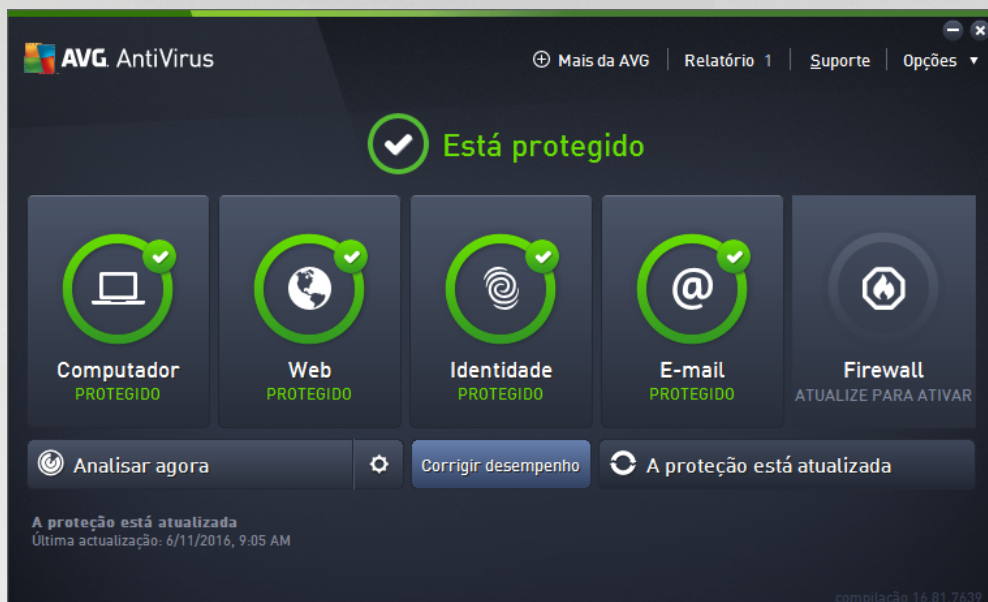 AVG AntiVirus
Mais da AVG
Relatório 1
Suporte
Opções
Está protegido
Computador
PROTEGIDO
Web
PROTEGIDO
Identidade
PROTEGIDO
@
E-mail
PROTEGIDO
Firewall
ATUALIZE PARA ATIVAR
Analisar agora
Corrigir desempenho
A proteção está atualizada
A proteção está atualizada
Última actualização: 6/11/2016, 9:05 AM
compilação 16.81.7639